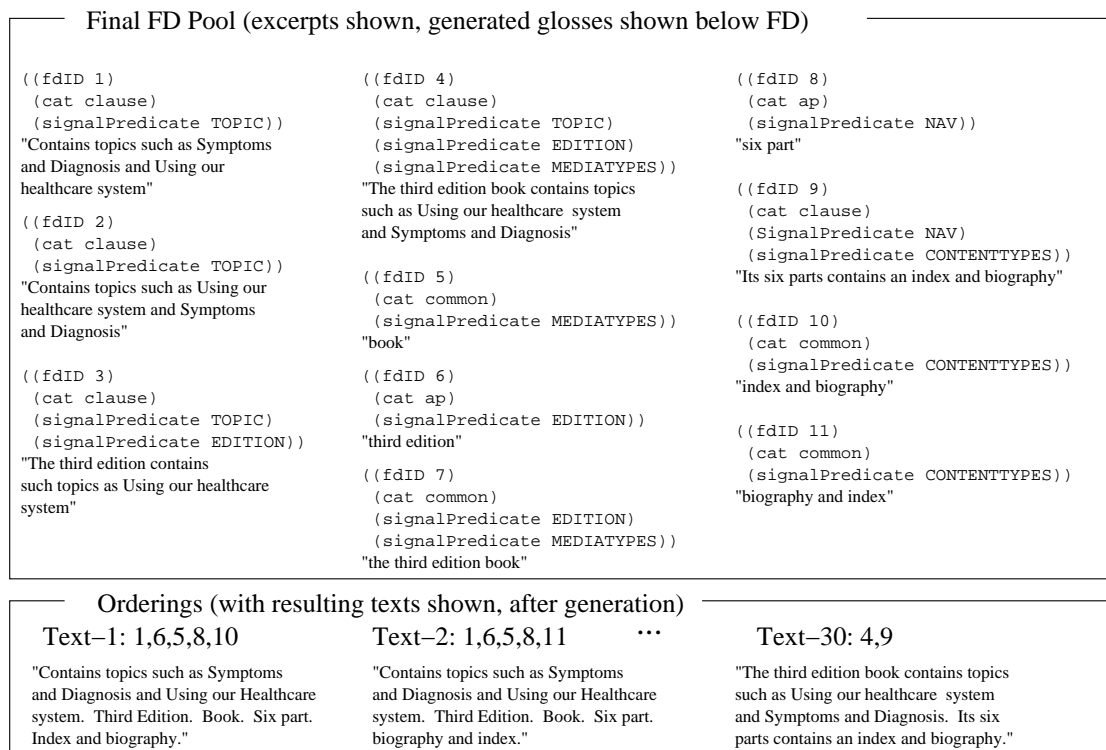 Final FD Pool (excerpts shown, generated glosses shown below FD)
((fdID 1)
(cat clause)
(signalPredicate TOPIC))
"Contains topics such as Symptoms
and Diagnosis and Using our
healthcare system"
((fdID 2)
(cat clause)
(signalPredicate TOPIC))
"Contains topics such as Using our
healthcare system and Symptoms
and Diagnosis"
((fdID 3)
(cat clause)
(signalPredicate TOPIC)
(signalPredicate EDITION))
"The third edition contains
such topics as Using our healthcare
system"
((fdID 4)
(cat clause)
(signalPredicate TOPIC)
(signalPredicate EDITION)
(signalPredicate MEDIATYPES))
"The third edition book contains topics
such as Using our healthcare system
and Symptoms and Diagnosis"
((fdID 5)
(cat common)
(signalPredicate MEDIATYPES))
"book"
((fdID 6)
(cat ap)
(signalPredicate EDITION))
"third edition"
((fdID 7)
(cat common)
(signalPredicate EDITION)
(signalPredicate MEDIATYPES))
"the third edition book"
((fdID 8)
(cat ap)
(signalPredicate NAV))
"six part"
((fdID 9)
(cat clause)
(SignalPredicate NAV)
(signalPredicate CONTENTTYPES))
"Its six parts contains an index and biography"
((fdID 10)
(cat common)
(signalPredicate CONTENTTYPES))
"index and biography"
((fdID 11)
(cat common)
(signalPredicate CONTENTTYPES))
"biography and index"
Orderings (with resulting texts shown, after generation)
Text−1: 1,6,5,8,10
"Contains topics such as Symptoms
and Diagnosis and Using our Healthcare
system. Third Edition. Book. Six part.
Index and biography."
Text−2: 1,6,5,8,11
"Contains topics such as Symptoms
and Diagnosis and Using our Healthcare
system. Third Edition. Book. Six part.
biography and index."
...
Text−30: 4,9
"The third edition book contains topics
such as Using our healthcare system
and Symptoms and Diagnosis. Its six
parts contains an index and biography."